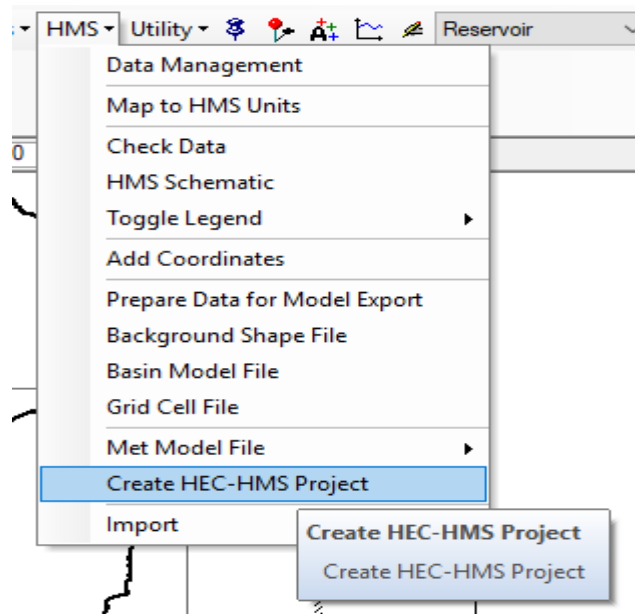 HMS Utility Reservoir
Data Management
Map to HMS Units
0
Check Data
HMS Schematic
Toggle Legend
Add Coordinates
Prepare Data for Model Export
Background Shape File
Basin Model File
Grid Cell File
Met Model File
Create HEC-HMS Project
Import
Create HEC-HMS Project
Create HEC-HMS Project